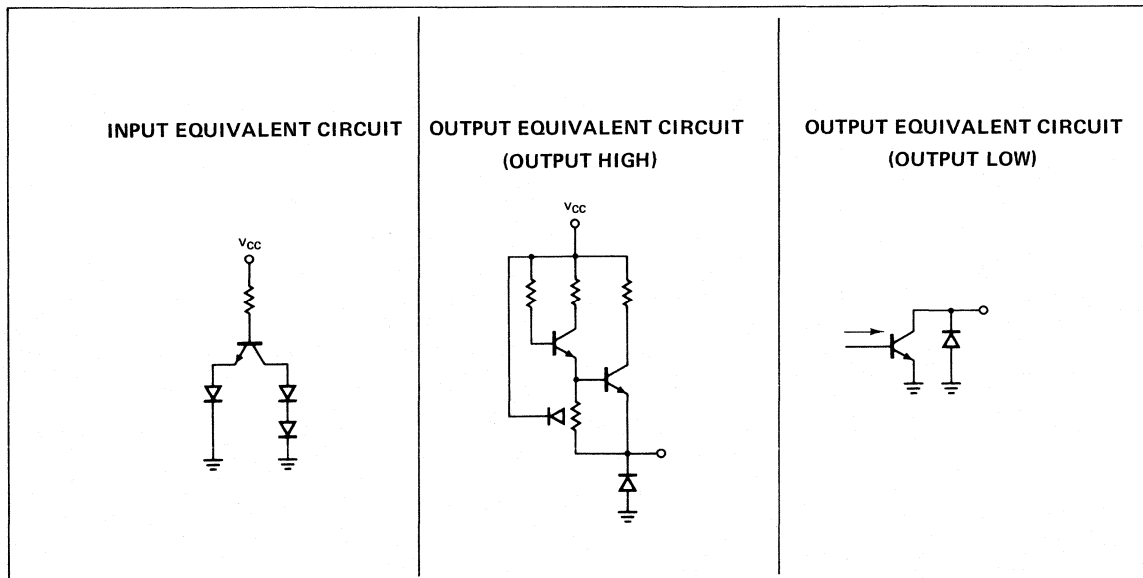 INPUT EQUIVALENT CIRCUIT
VCC
OUTPUT EQUIVALENT CIRCUIT
(OUTPUT HIGH)
VCC
OUTPUT EQUIVALENT CIRCUIT
(OUTPUT LOW)